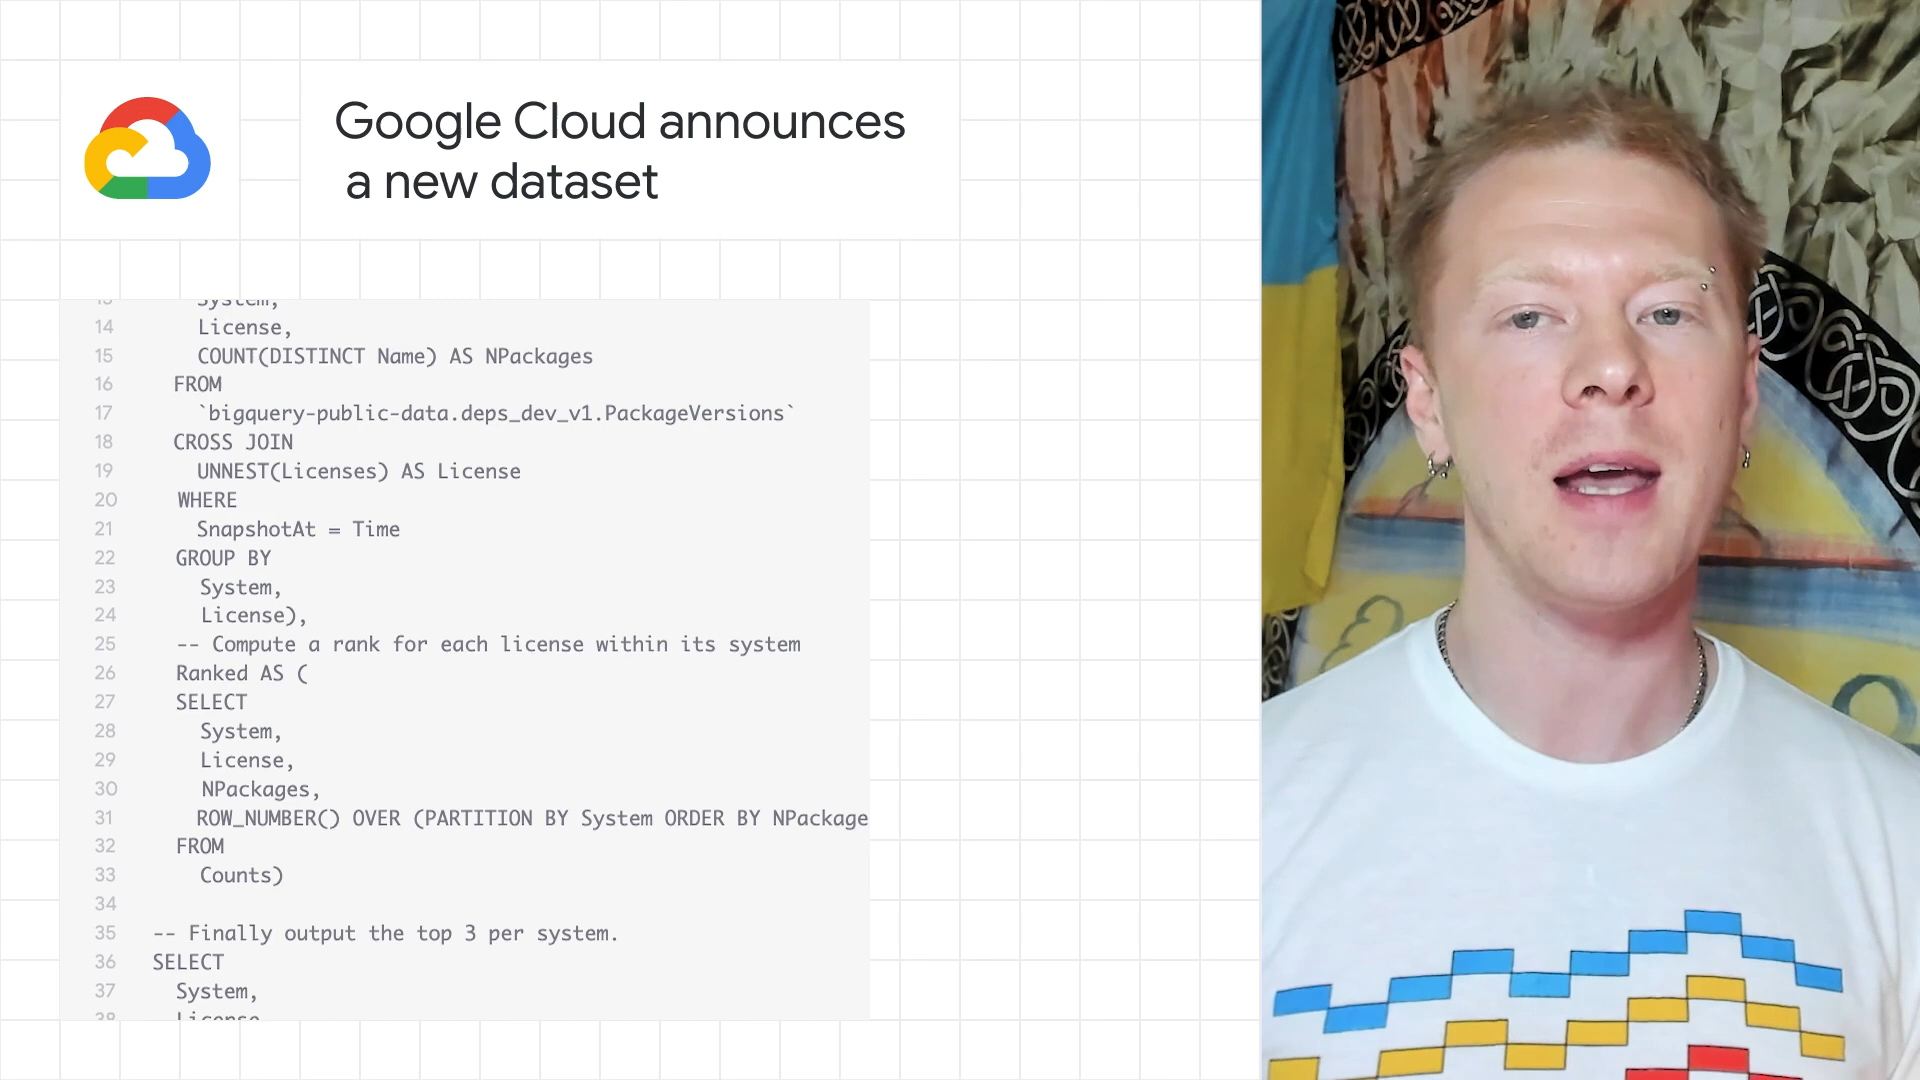 Google Cloud announces
a new dataset
13 System,
14 License,
15 COUNT(DISTINCT Name) AS NPackages
16 FROM
17 `bigquery-public-data.deps_dev_v1.PackageVersions`
18 CROSS JOIN
19 UNNEST(Licenses) AS License
20 WHERE
21 SnapshotAt = Time
22 GROUP BY
23 System,
24 License),
25 -- Compute a rank for each license within its system
26 Ranked AS (
27 SELECT
28 System,
29 License,
30 NPackages,
31 ROW_NUMBER() OVER (PARTITION BY System ORDER BY NPackage
32 FROM
33 Counts)
34
35 -- Finally output the top 3 per system.
36 SELECT
37 System,
38 License